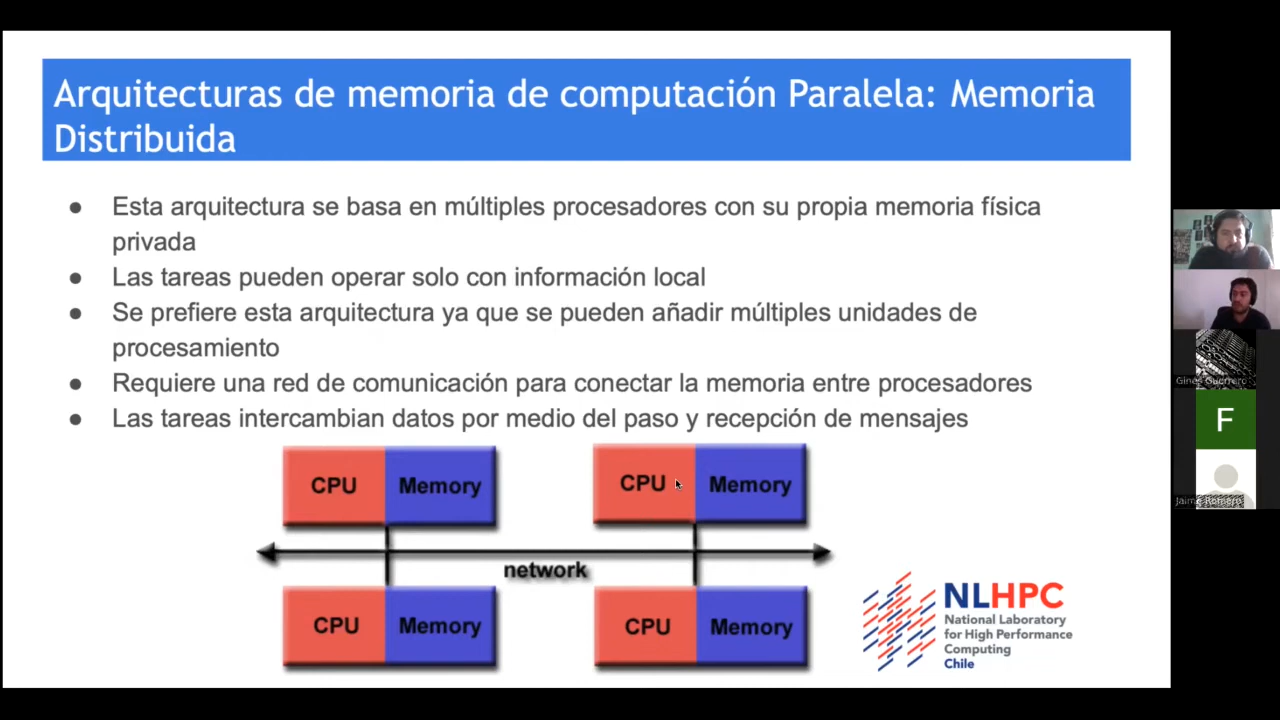 Arquitecturas de memoria de computación Paralela: Memoria
Distribuida
● Esta arquitectura se basa en múltiples procesadores con su propia memoria física
privada
● Las tareas pueden operar solo con información local
● Se prefiere esta arquitectura ya que se pueden añadir múltiples unidades de
procesamiento
● Requiere una red de comunicación para conectar la memoria entre procesadores
● Las tareas intercambian datos por medio del paso y recepción de mensajes
CPU Memory
CPU Memory
network
CPU Memory
CPU Memory
NLHPC
National Laboratory
for High Performance
Computing
Chile
Gines Guerrero
F
Jaime Romero